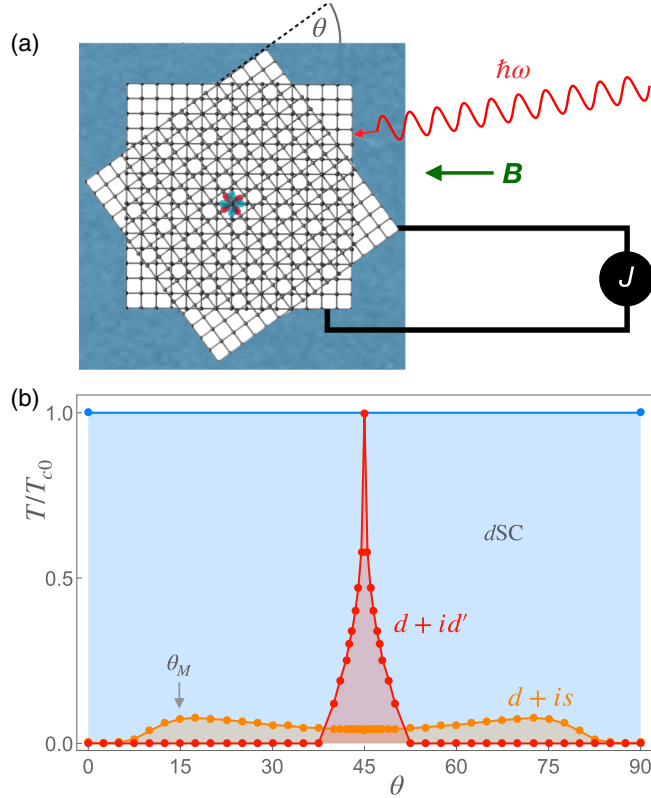 (a)
θ
ħω
B
J
(b)
1.0
dSC
0.5
d + id′
θM
d + is
0.0
0 15 30 45 60 75 90
T/Tc0
θ